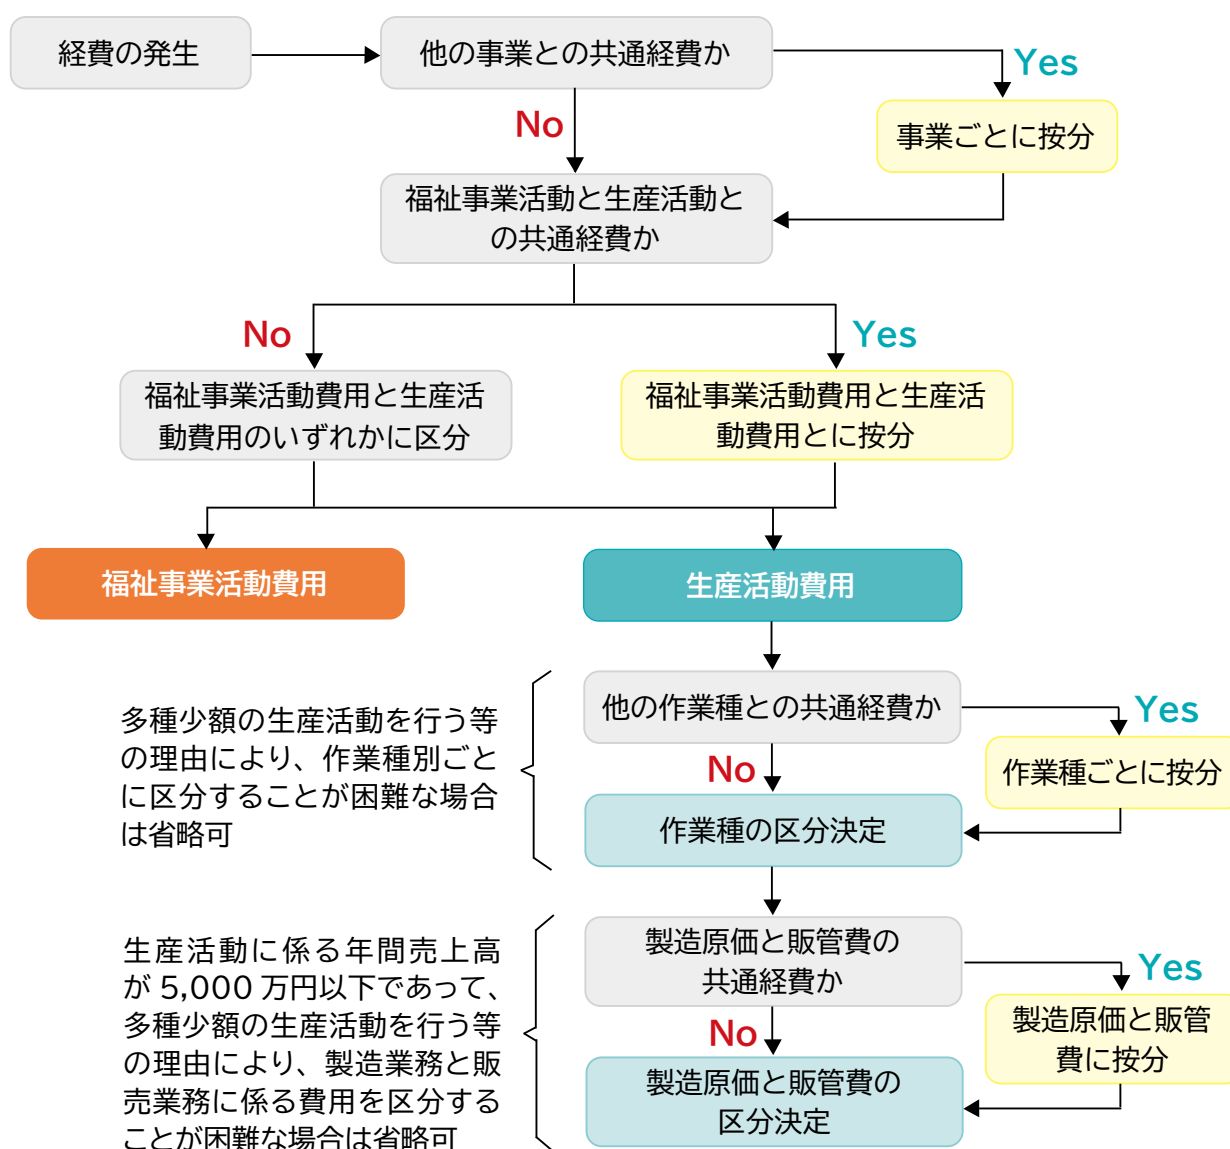 経費の発生
他の事業との共通経費か
Yes
No
事業ごとに按分
福祉事業活動と生産活動と
の共通経費か
No
Yes
福祉事業活動費用と生産活
動費用のいずれかに区分
福祉事業活動費用と生産活
動費用とに按分
福祉事業活動費用
生産活動費用
多種少額の生産活動を行う等
の理由により、作業種別ごと
に区分することが困難な場合
は省略可
他の作業種との共通経費か
Yes
No
作業種ごとに按分
作業種の区分決定
生産活動に係る年間売上高
が 5,000 万円以下であって、
多種少額の生産活動を行う等
の理由により、製造業務と販
売業務に係る費用を区分する
ことが困難な場合は省略可
製造原価と販管費の
共通経費か
Yes
No
製造原価と販管
費に按分
製造原価と販管費の
区分決定